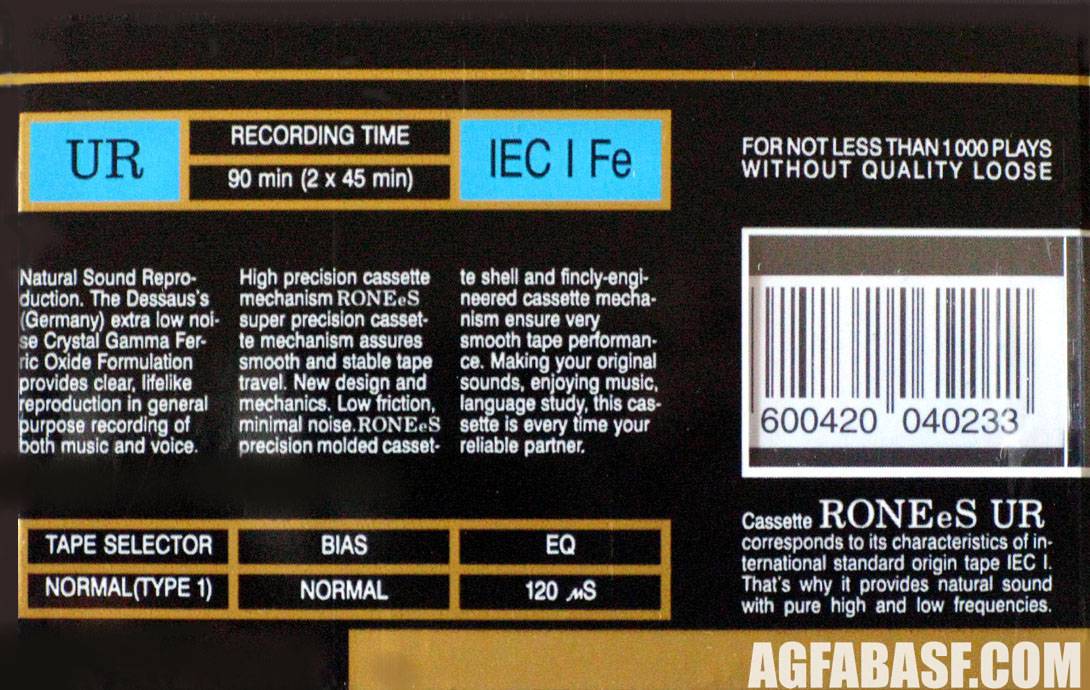 UR
RECORDING TIME
90 min (2 x 45 min)
IEC I Fe
FOR NOT LESS THAN 1 000 PLAYS
WITHOUT QUALITY LOOSE
Natural Sound Repro-
duction. The Dessaus's
(Germany) extra low noi-
se Crystal Gamma Fer-
ric Oxide Formulation
provides clear, lifelike
reproduction in general
purpose recording of
both music and voice.
High precision cassette
mechanism RONEeS
super precision casset-
te mechanism assures
smooth and stable tape
travel. New design and
mechanics. Low friction,
minimal noise.RONEeS
precision molded casset-
te shell and fincly-engi-
neered cassette mecha-
nism ensure very
smooth tape performan-
ce. Making your original
sounds, enjoying music,
language study, this cas-
sette is every time your
reliable partner.
600420 040233
Cassette RONEeS UR
corresponds to its characteristics of in-
ternational standard origin tape IEC I.
That's why it provides natural sound
with pure high and low frequencies.
TAPE SELECTOR
BIAS
EQ
NORMAL(TYPE 1)
NORMAL
120 µS
AGFABASF.COM